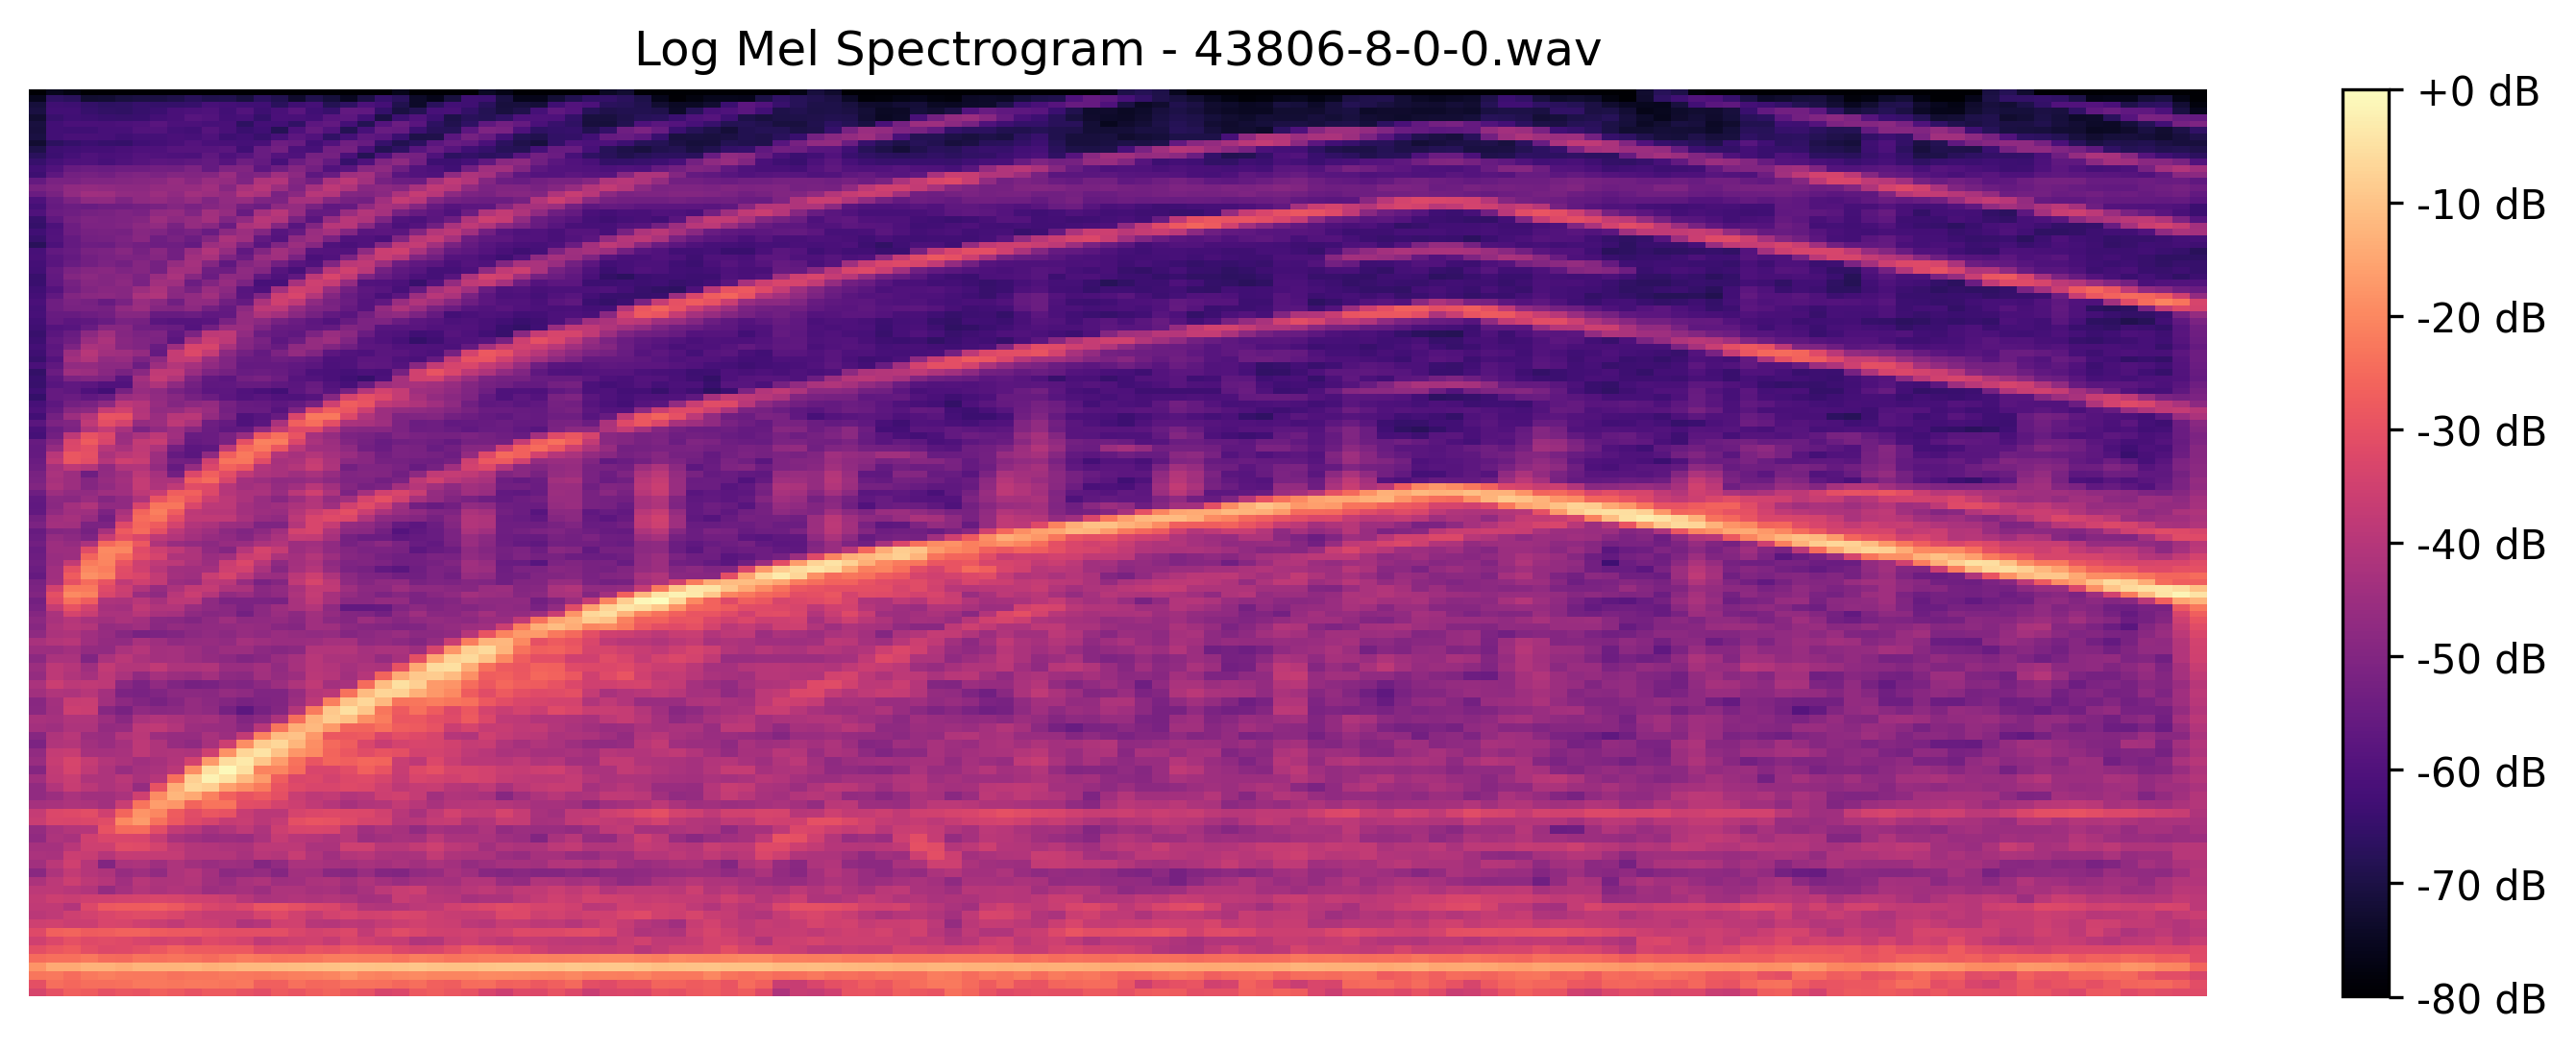 Log Mel Spectrogram - 43806-8-0-0.wav
+0 dB
-10 dB
-20 dB
-30 dB
-40 dB
-50 dB
-60 dB
-70 dB
-80 dB